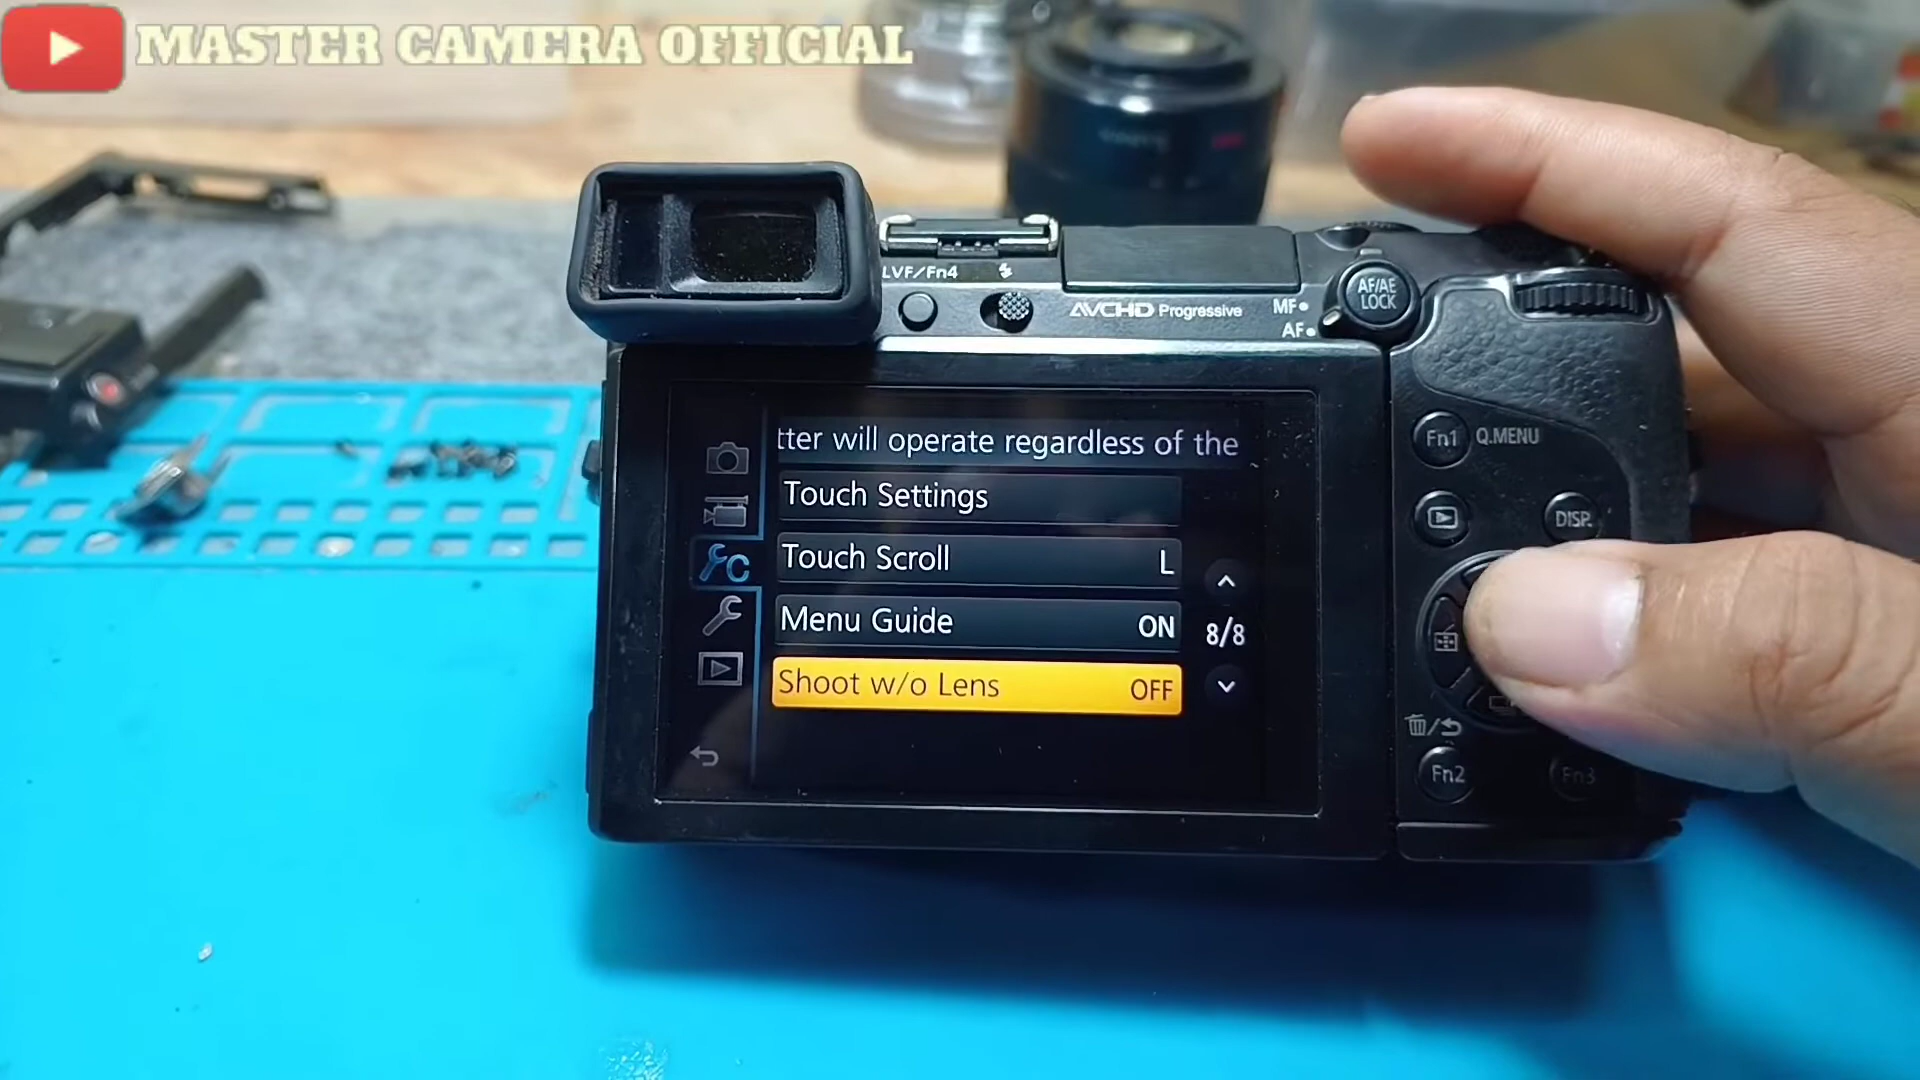 MASTER CAMERA OFFICIAL
LVF/Fn4
AVCHD Progressive
MF
AF
AF/AE
LOCK
Fn1 Q.MENU
DISP.
tter will operate regardless of the
Touch Settings
Touch Scroll L
Menu Guide ON
8/8
Shoot w/o Lens OFF
Fn2
Fn3